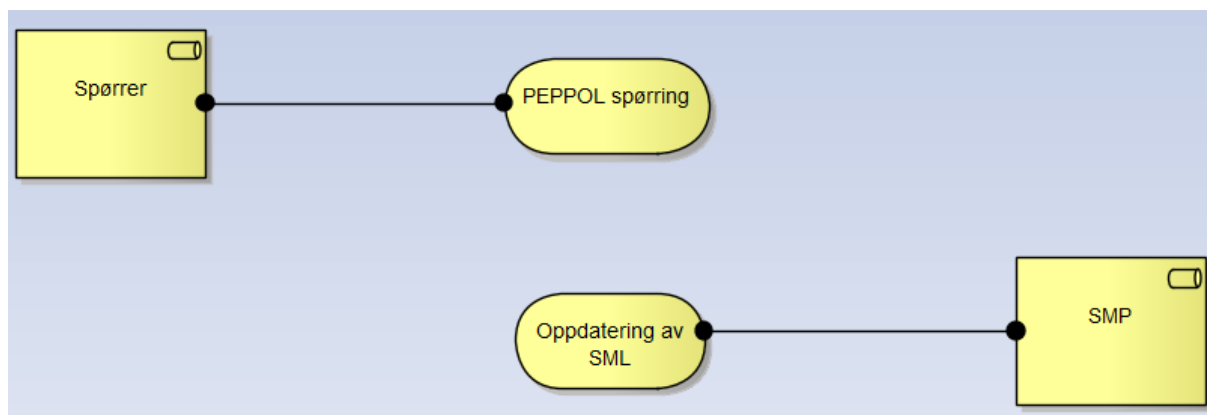 Spørrer
PEPPOL spørring
Oppdatering av
SML
SMP